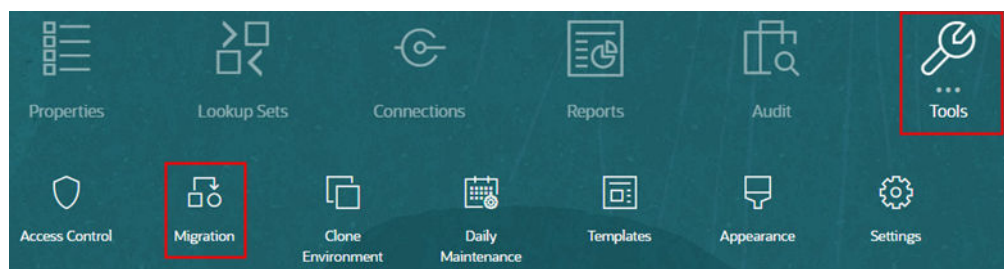 Properties
Lookup Sets
Connections
Reports
Audit
Tools
Access Control
Migration
Clone
Environment
Daily
Maintenance
Templates
Appearance
Settings